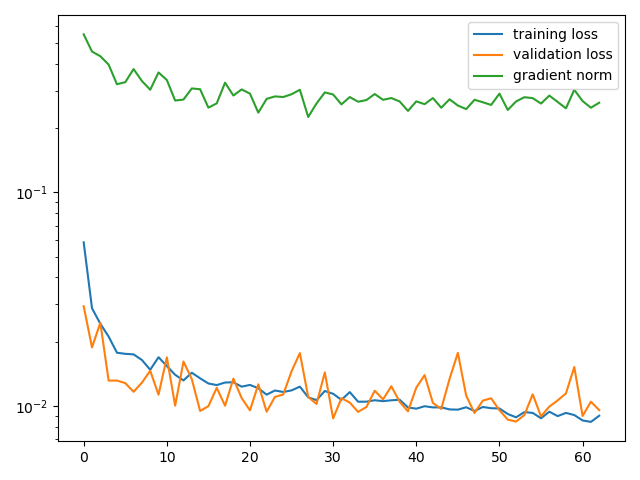 training loss
validation loss
gradient norm
10⁻¹
10⁻²
0 10 20 30 40 50 60